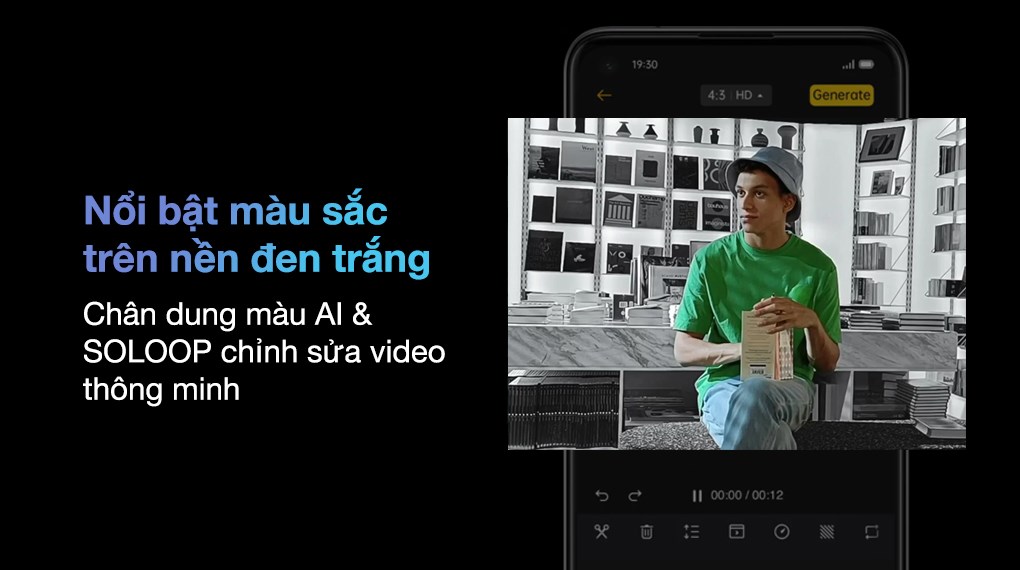 19:30
4:3 HD
Generate
Nổi bật màu sắc
trên nền đen trắng
Chân dung màu AI &
SOLOOP chỉnh sửa video
thông minh
00:00 / 00:12